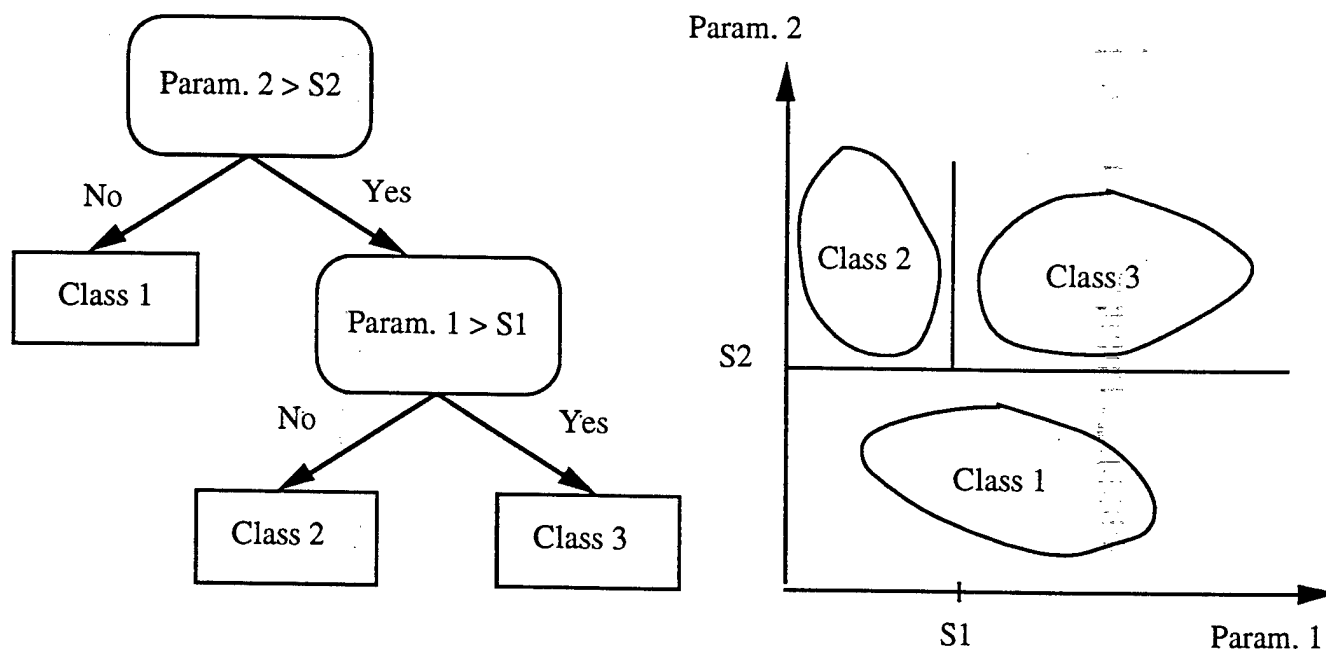 Param. 2 > S2
No
Yes
Class 1
Param. 1 > S1
No
Yes
Class 2
Class 3
Param. 2
Class 2
Class 3
S2
Class 1
S1
Param. 1